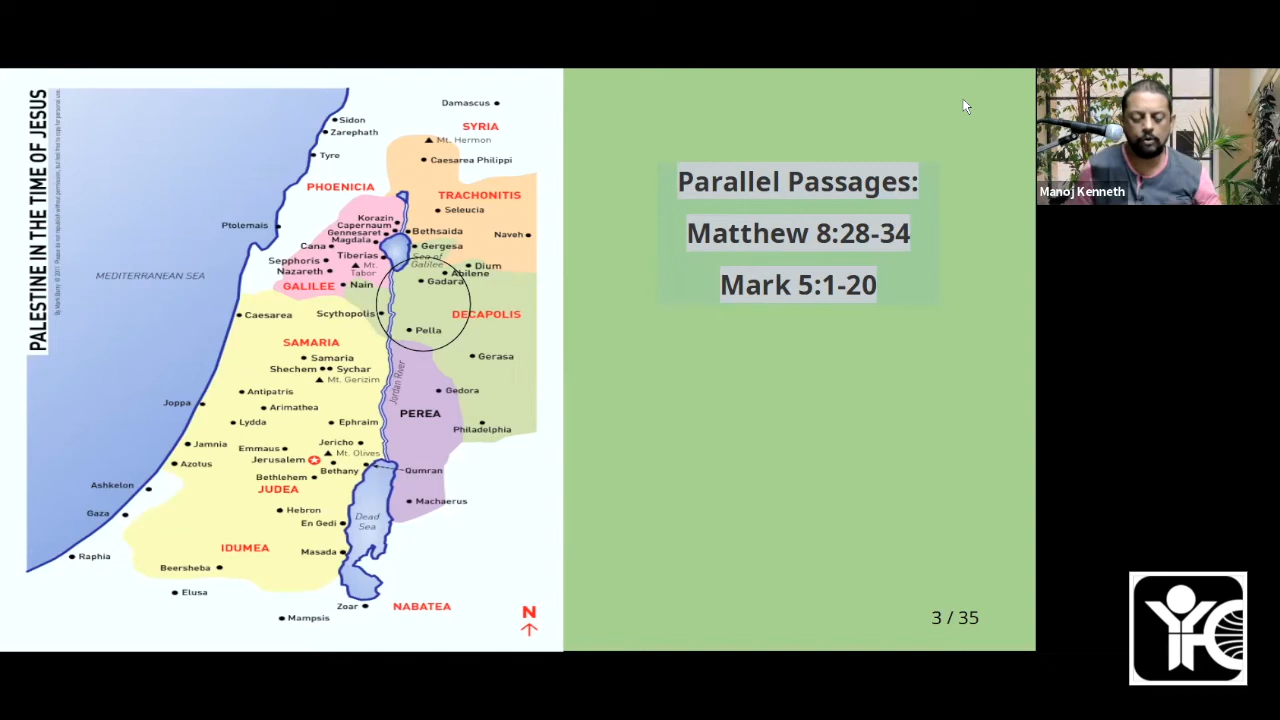 PALESTINE IN THE TIME OF JESUS
Damascus
SYRIA
Mt. Hermon
Sidon
Zarephath
Tyre
Caesarea Philippi
PHOENICIA
TRACHONITIS
Seleucia
Korazin
Capernaum
Ptolemais
Gennesaret
Bethsaida
Naveh
Magdala
Cana
Gergesa
Tiberias
Sea of
Galilee
Sepphoris
Mt.
Tabor
Dium
Abilene
Nazareth
MEDITERRANEAN SEA
Gadara
GALILEE
Nain
Caesarea
Scythopolis
DECAPOLIS
Pella
SAMARIA
Samaria
Gerasa
Shechem
Sychar
Mt. Gerizim
Jordan River
Antipatris
Gedora
Joppa
Arimathea
PEREA
Lydda
Ephraim
Philadelphia
Jamnia
Jericho
Emmaus
Mt. Olives
Jerusalem
Azotus
Bethany
Qumran
Bethlehem
Ashkelon
JUDEA
Machaerus
Gaza
Hebron
En Gedi
Dead
Sea
IDUMEA
Masada
Raphia
Beersheba
Elusa
Zoar
NABATEA
Mampsis
N
Parallel Passages:
Matthew 8:28-34
Mark 5:1-20
3 / 35
Manoj Kenneth
YFC